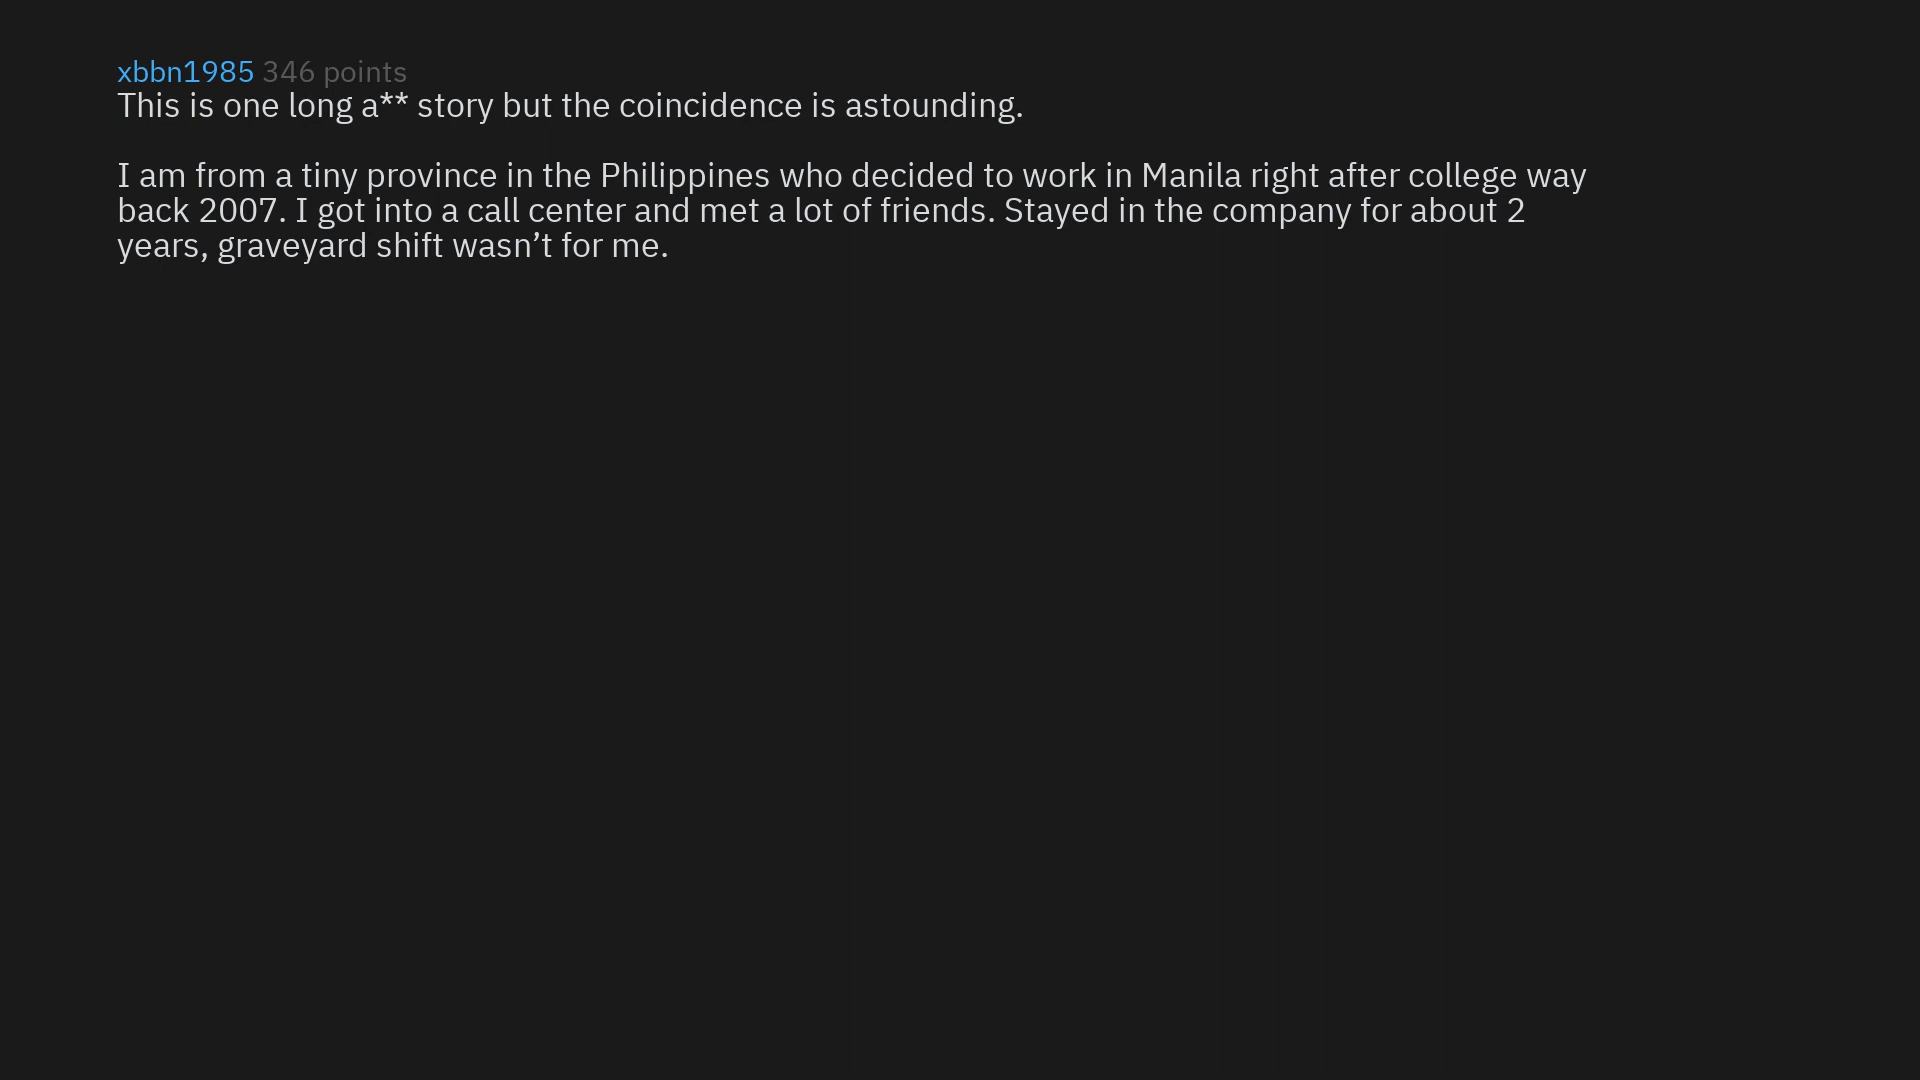 xbbn1985 346 points
This is one long a** story but the coincidence is astounding.
I am from a tiny province in the Philippines who decided to work in Manila right after college way
back 2007. I got into a call center and met a lot of friends. Stayed in the company for about 2
years, graveyard shift wasn’t for me.